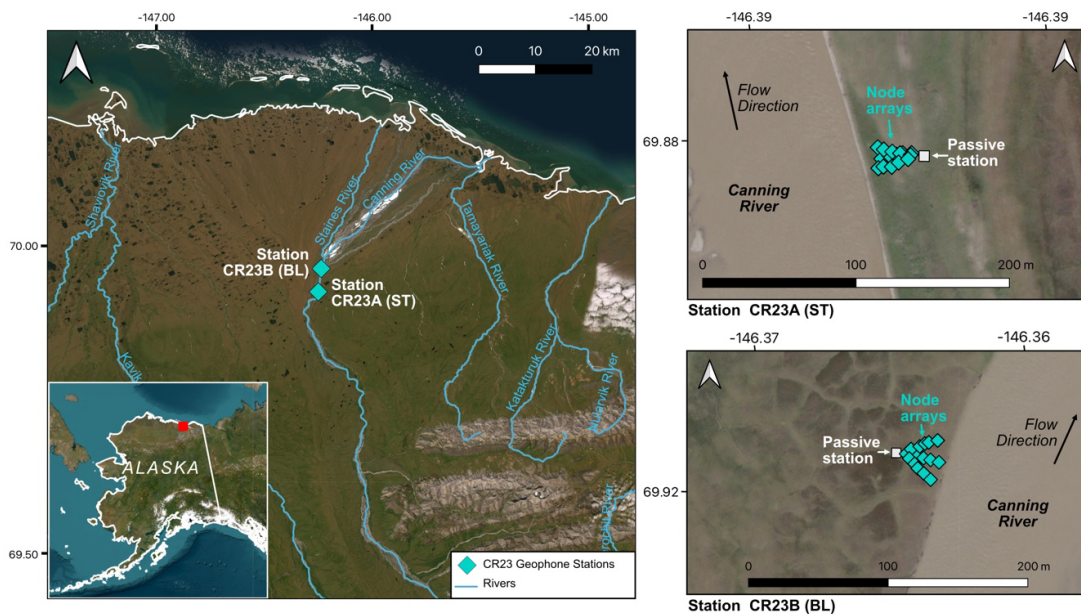 -147.00
-146.00
-145.00
0
10
20 km
70.00
69.50
Shaviovik River
Kavik
Staines River
Canning River
Tamayariak River
Katakturuk River
Station
CR23B (BL)
Station
CR23A (ST)
ALASKA
CR23 Geophone Stations
Rivers
-146.39
-146.39
69.88
Flow
Direction
Node
arrays
Passive
station
Canning
River
0
100
200 m
Station CR23A (ST)
-146.37
-146.36
69.92
Node
arrays
Passive
station
Flow
Direction
Canning
River
0
100
200 m
Station CR23B (BL)